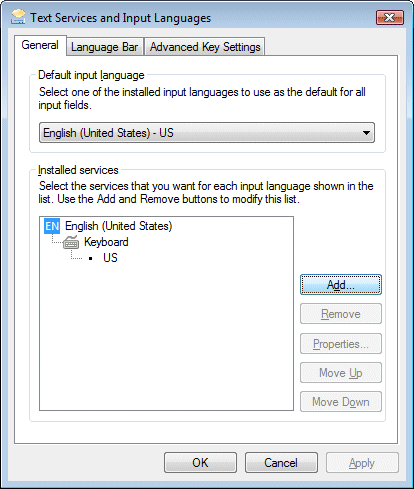 Text Services and Input Languages
General
Language Bar
Advanced Key Settings
Default input language
Select one of the installed input languages to use as the default for all
input fields.
English (United States) - US
Installed services
Select the services that you want for each input language shown in the
list. Use the Add and Remove buttons to modify this list.
EN English (United States)
Keyboard
• US
Add...
Remove
Properties...
Move Up
Move Down
OK
Cancel
Apply